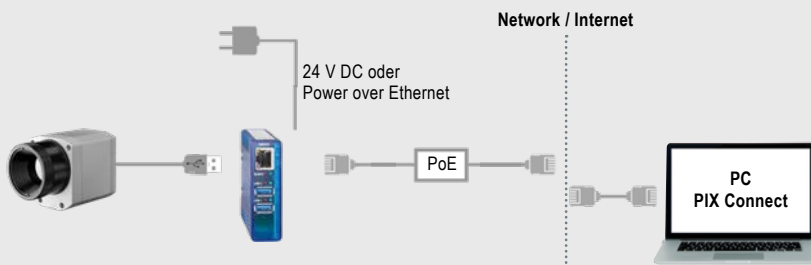 Network / Internet
24 V DC oder
Power over Ethernet
PoE
PC
PIX Connect